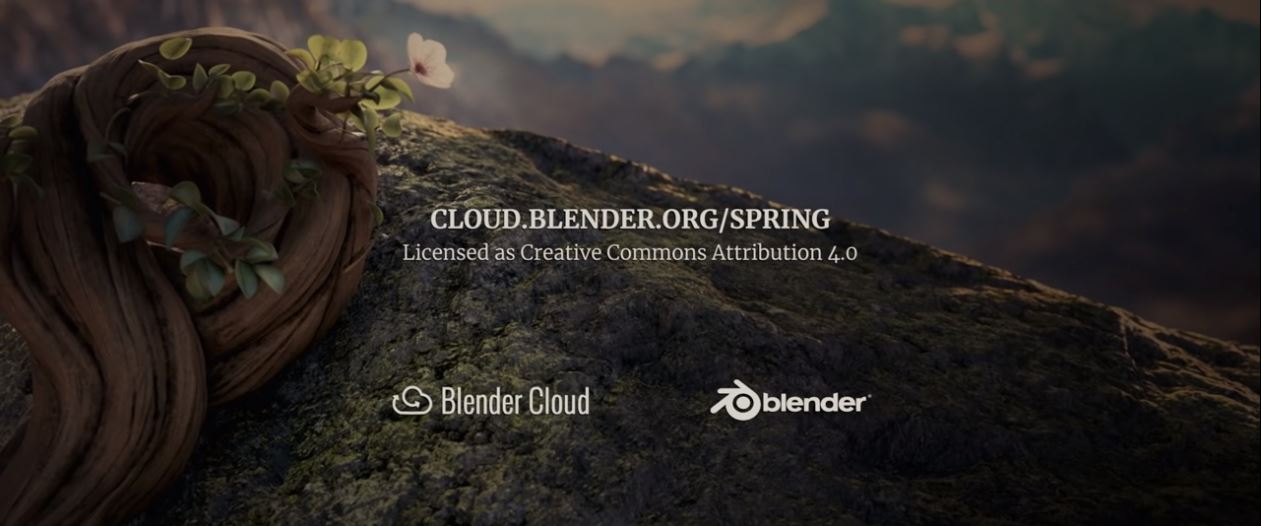 CLOUD.BLENDER.ORG/SPRING
Licensed as Creative Commons Attribution 4.0
Blender Cloud
blender